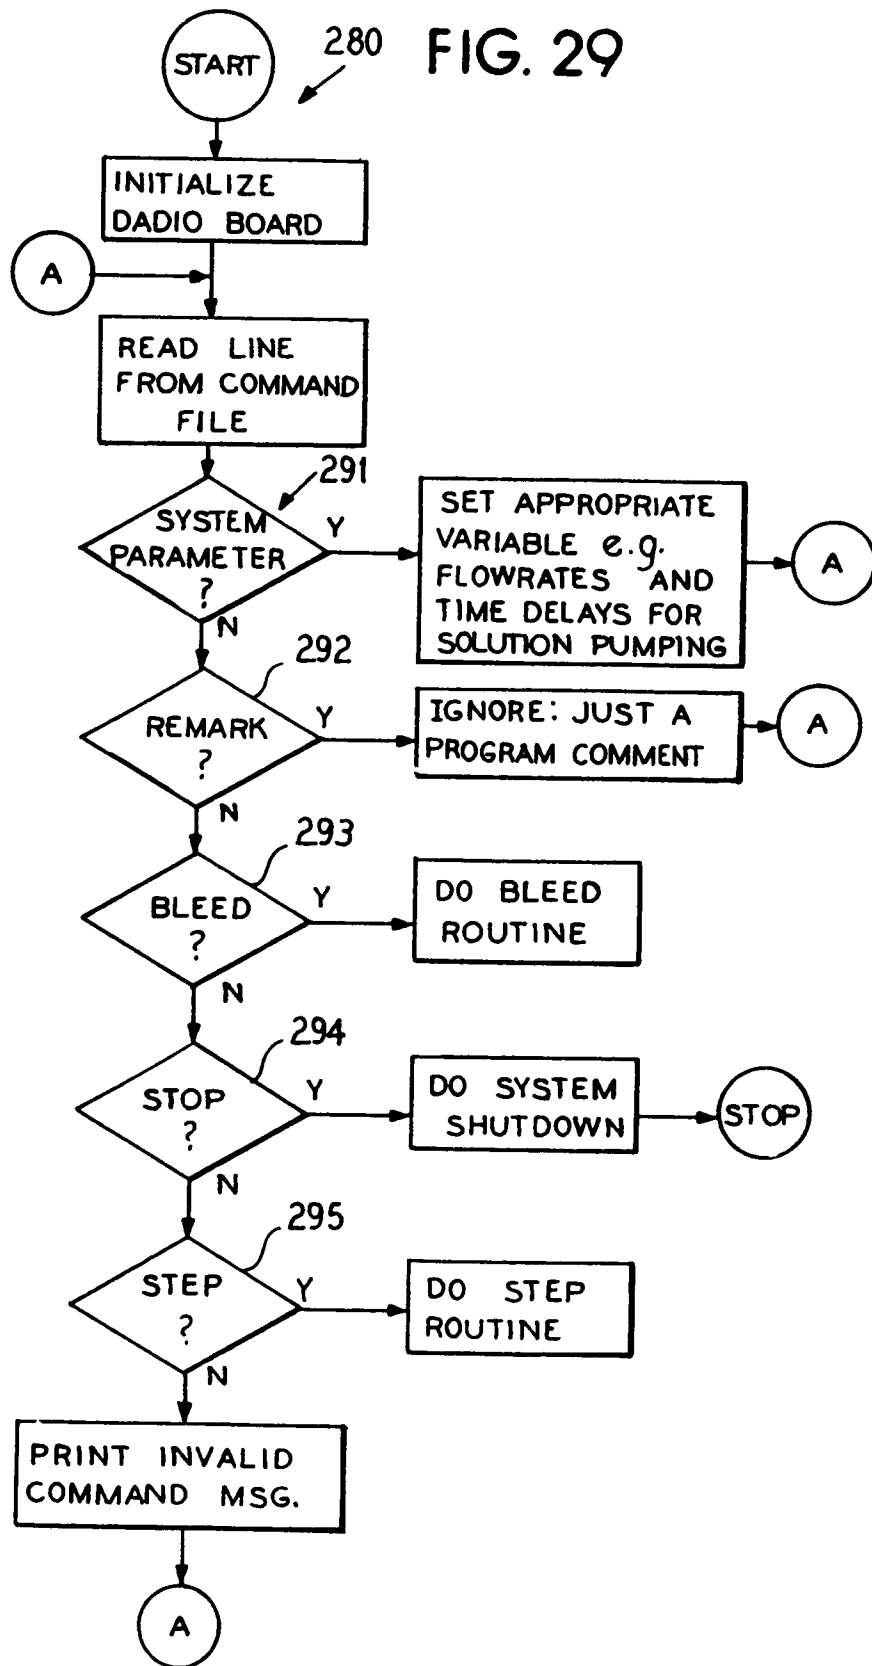 START
280
FIG. 29
INITIALIZE
DADIO BOARD
A
READ LINE
FROM COMMAND
FILE
291
SYSTEM
PARAMETER
?
Y
N
SET APPROPRIATE
VARIABLE e.g.
FLOWRATES AND
TIME DELAYS FOR
SOLUTION PUMPING
A
292
REMARK
?
Y
N
IGNORE: JUST A
PROGRAM COMMENT
A
293
BLEED
?
Y
N
DO BLEED
ROUTINE
294
STOP
?
Y
N
DO SYSTEM
SHUTDOWN
STOP
295
STEP
?
Y
N
DO STEP
ROUTINE
PRINT INVALID
COMMAND MSG.
A